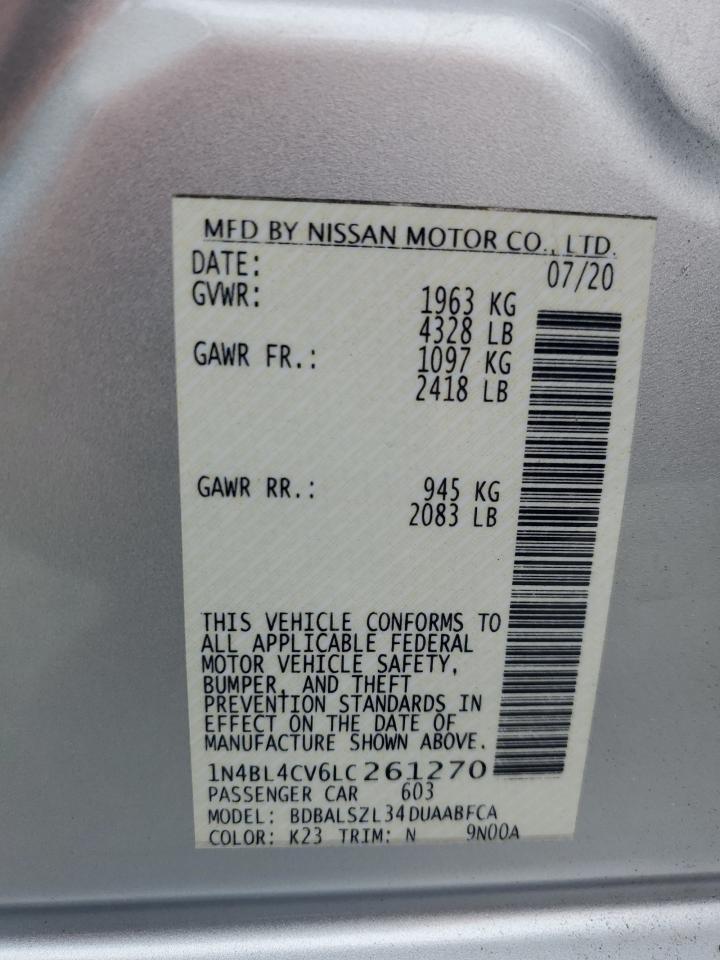 MFD BY NISSAN MOTOR CO., LTD.
DATE: 07/20
GVWR: 1963 KG
4328 LB
GAWR FR.: 1097 KG
2418 LB
GAWR RR.: 945 KG
2083 LB
THIS VEHICLE CONFORMS TO
ALL APPLICABLE FEDERAL
MOTOR VEHICLE SAFETY,
BUMPER, AND THEFT
PREVENTION STANDARDS IN
EFFECT ON THE DATE OF
MANUFACTURE SHOWN ABOVE.
1N4BL4CV6LC261270
PASSENGER CAR 603
MODEL: BDBALSZL34DUAABFCA
COLOR: K23 TRIM: N 9N00A